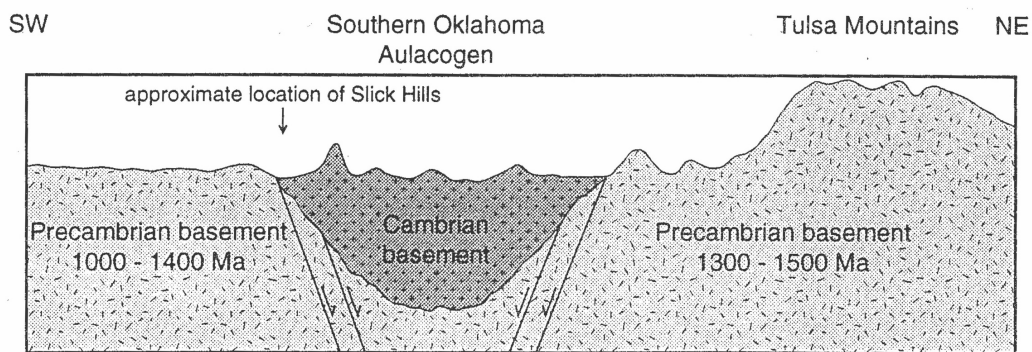 SW
Southern Oklahoma
Aulacogen
Tulsa Mountains
NE
approximate location of Slick Hills
Precambrian basement
1000 - 1400 Ma
Cambrian
basement
Precambrian basement
1300 - 1500 Ma